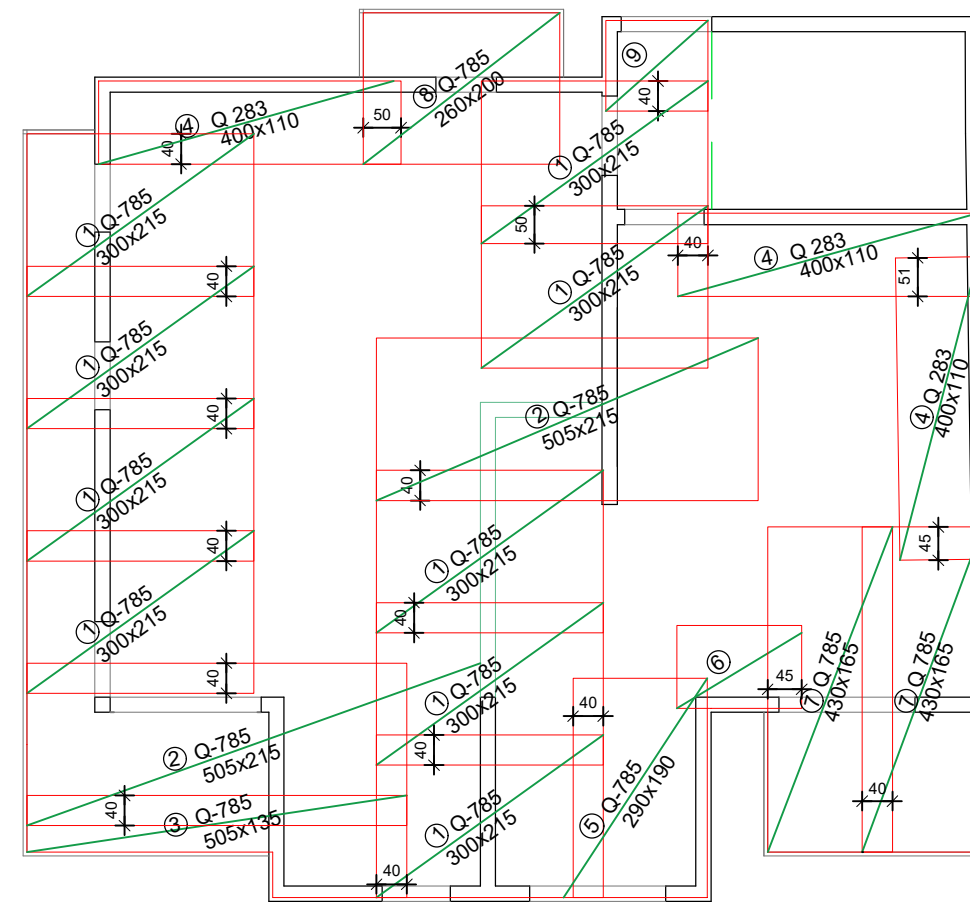 ⑨
⑧ Q-785
260x200
40
50
④ Q 283
400x110
40
① Q-785
300x215
① Q-785
300x215
50
40
④ Q 283
400x110
51
① Q-785
300x215
40
① Q-785
300x215
④ Q 283
400x110
40
② Q-785
505x215
① Q-785
300x215
40
40
45
① Q-785
300x215
40
① Q-785
300x215
⑥
45
⑦ Q 785
430x165
⑦ Q 785
430x165
40
① Q-785
300x215
40
40
② Q-785
505x215
40
③ Q-785
505x135
① Q-785
300x215
⑤ Q-785
290x190
40
40